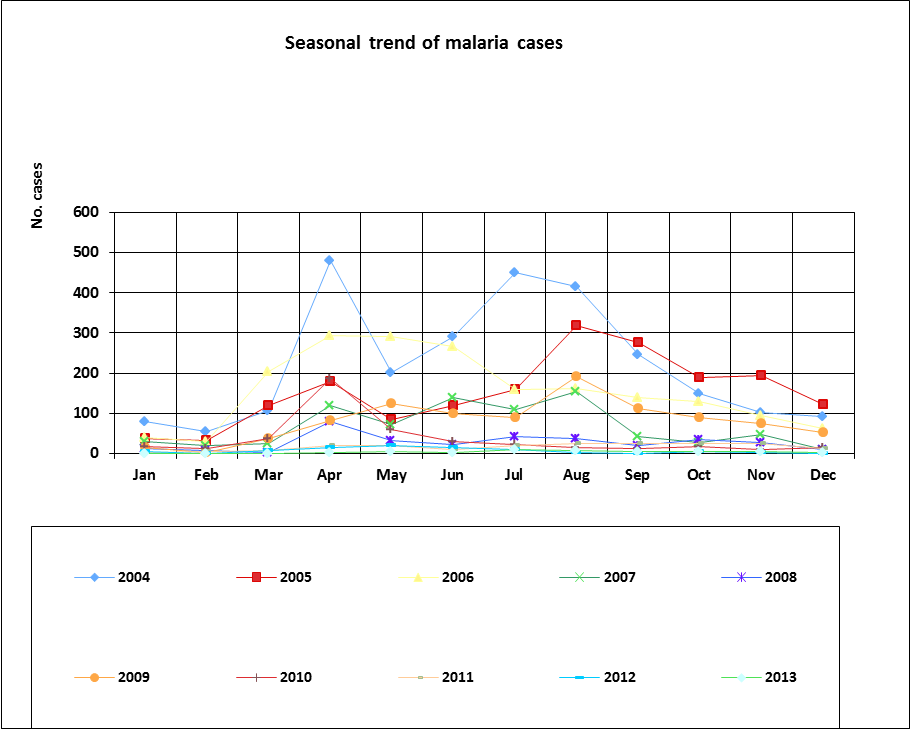 Seasonal trend of malaria cases
No. cases
600
500
400
300
200
100
0
Jan Feb Mar Apr May Jun Jul Aug Sep Oct Nov Dec
2004 2005 2006 2007 2008
2009 2010 2011 2012 2013